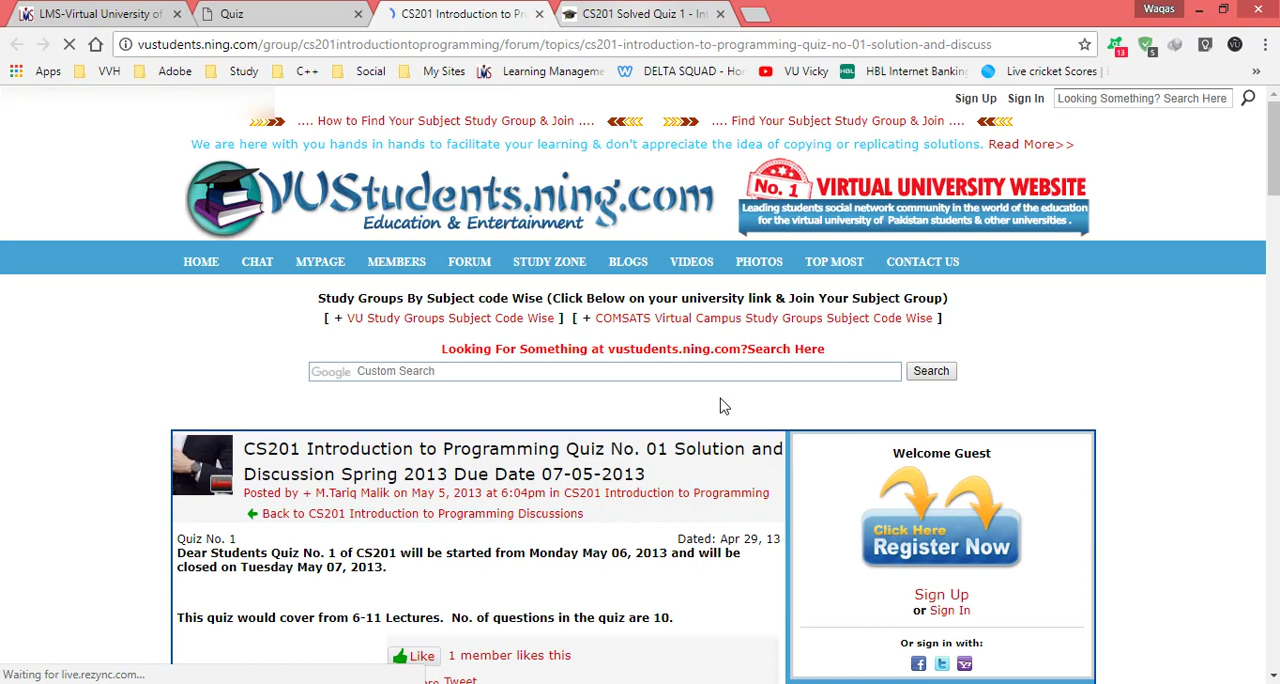 LMS-Virtual University of
Quiz
CS201 Introduction to Pr
CS201 Solved Quiz 1 - Int
Waqas
vustudents.ning.com/group/cs201introductiontoprogramming/forum/topics/cs201-introduction-to-programming-quiz-no-01-solution-and-discuss
13
5
VU
Apps
VVH
Adobe
Study
C++
Social
My Sites
Learning Manageme
DELTA SQUAD - Ho
VU Vicky
HBL
HBL Internet Banking
Live cricket Scores |
»
Sign Up
Sign In
Looking Something? Search Here
.... How to Find Your Subject Study Group & Join ....
.... Find Your Subject Study Group & Join ....
We are here with you hands in hands to facilitate your learning & don't appreciate the idea of copying or replicating solutions. Read More>>
VUStudents.ning.com
Education & Entertainment
No. 1
VIRTUAL UNIVERSITY WEBSITE
Leading students social network community in the world of the education
for the virtual university of Pakistan students & other universities .
HOME
CHAT
MYPAGE
MEMBERS
FORUM
STUDY ZONE
BLOGS
VIDEOS
PHOTOS
TOP MOST
CONTACT US
Study Groups By Subject code Wise (Click Below on your university link & Join Your Subject Group)
[ + VU Study Groups Subject Code Wise ] [ + COMSATS Virtual Campus Study Groups Subject Code Wise ]
Looking For Something at vustudents.ning.com?Search Here
Google Custom Search
Search
CS201 Introduction to Programming Quiz No. 01 Solution and
Discussion Spring 2013 Due Date 07-05-2013
Posted by + M.Tariq Malik on May 5, 2013 at 6:04pm in CS201 Introduction to Programming
Back to CS201 Introduction to Programming Discussions
Quiz No. 1
Dated: Apr 29, 13
Dear Students Quiz No. 1 of CS201 will be started from Monday May 06, 2013 and will be
closed on Tuesday May 07, 2013.
This quiz would cover from 6-11 Lectures. No. of questions in the quiz are 10.
Like
1 member likes this
Tweet
Welcome Guest
Click Here
Register Now
Sign Up
or Sign In
Or sign in with:
Waiting for live.rezync.com...